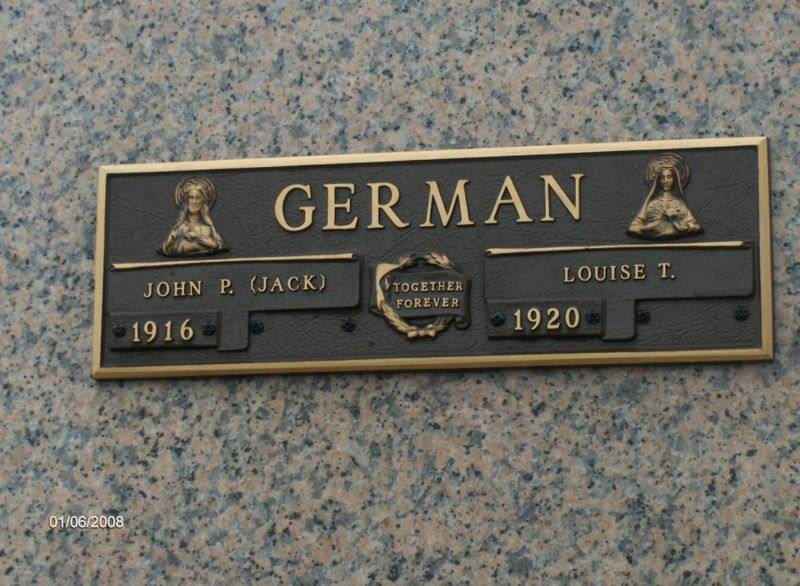 GERMAN
JOHN P. (JACK)
1916
TOGETHER
FOREVER
LOUISE T.
1920
01/06/2008